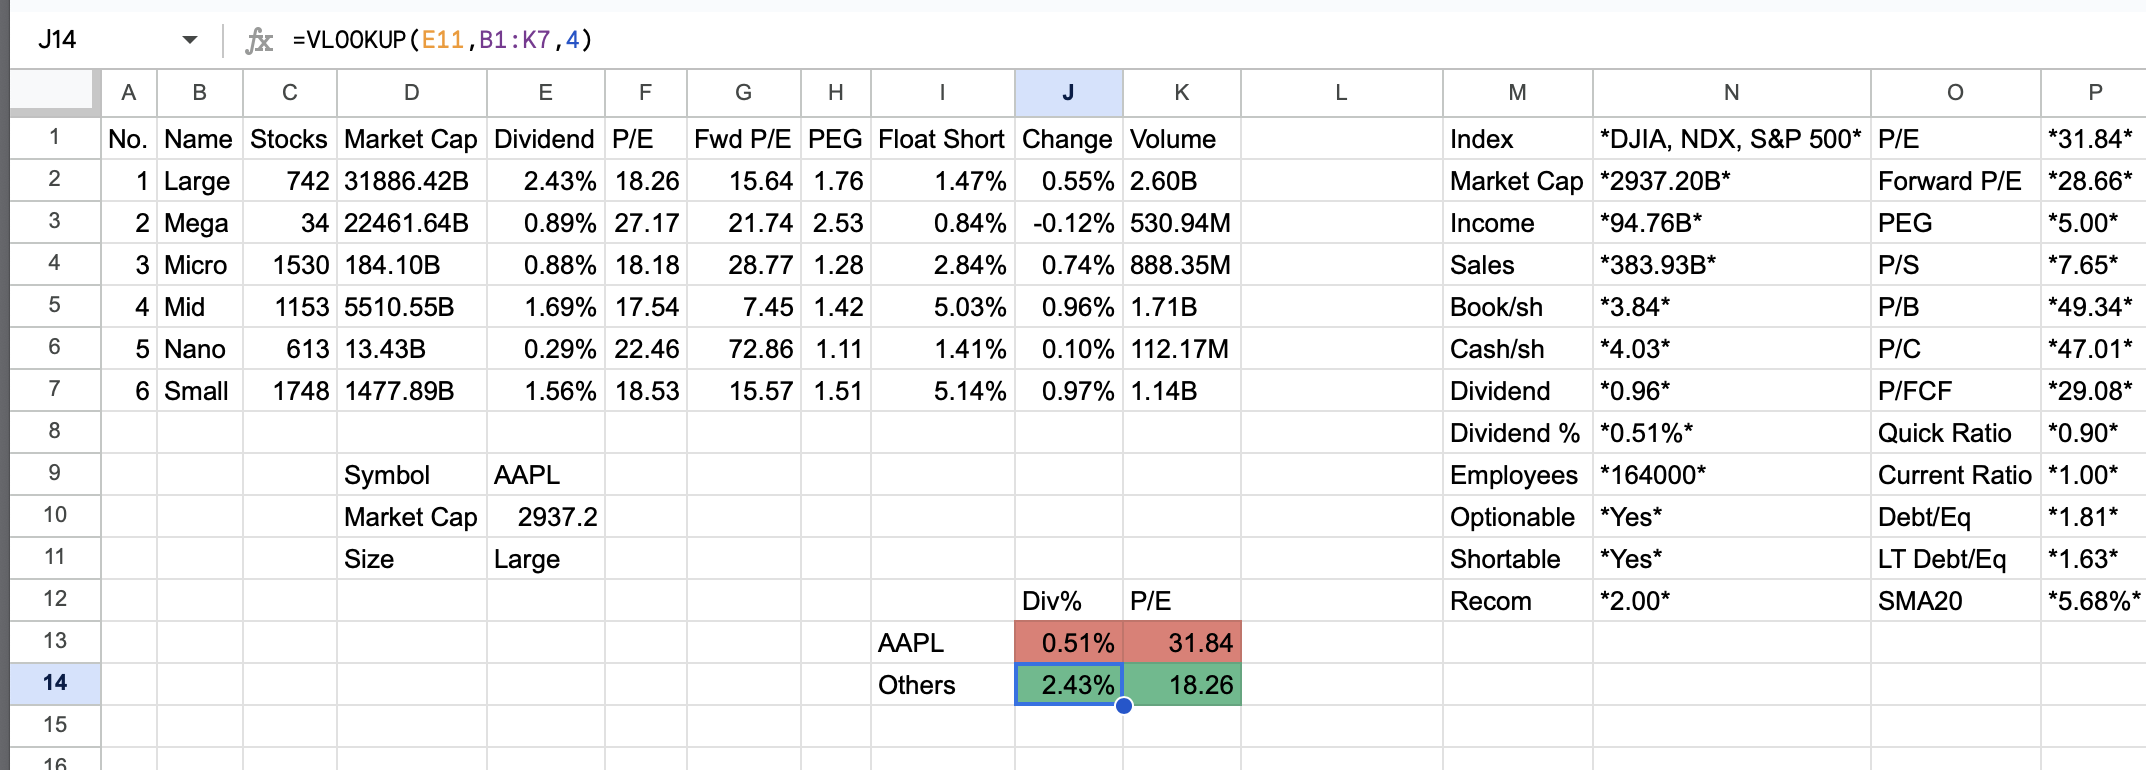 J14 fx =VLOOKUP(E11,B1:K7,4)
A B C D E F G H I J K L M N O P
1 No. Name Stocks Market Cap Dividend P/E Fwd P/E PEG Float Short Change Volume Index *DJIA, NDX, S&P 500* P/E *31.84*
2 1 Large 742 31886.42B 2.43% 18.26 15.64 1.76 1.47% 0.55% 2.60B Market Cap *2937.20B* Forward P/E *28.66*
3 2 Mega 34 22461.64B 0.89% 27.17 21.74 2.53 0.84% -0.12% 530.94M Income *94.76B* PEG *5.00*
4 3 Micro 1530 184.10B 0.88% 18.18 28.77 1.28 2.84% 0.74% 888.35M Sales *383.93B* P/S *7.65*
5 4 Mid 1153 5510.55B 1.69% 17.54 7.45 1.42 5.03% 0.96% 1.71B Book/sh *3.84* P/B *49.34*
6 5 Nano 613 13.43B 0.29% 22.46 72.86 1.11 1.41% 0.10% 112.17M Cash/sh *4.03* P/C *47.01*
7 6 Small 1748 1477.89B 1.56% 18.53 15.57 1.51 5.14% 0.97% 1.14B Dividend *0.96* P/FCF *29.08*
8 Dividend % *0.51%* Quick Ratio *0.90*
9 Symbol AAPL Employees *164000* Current Ratio *1.00*
10 Market Cap 2937.2 Optionable *Yes* Debt/Eq *1.81*
11 Size Large Shortable *Yes* LT Debt/Eq *1.63*
12 Div% P/E Recom *2.00* SMA20 *5.68%*
13 AAPL 0.51% 31.84
14 Others 2.43% 18.26
15
16